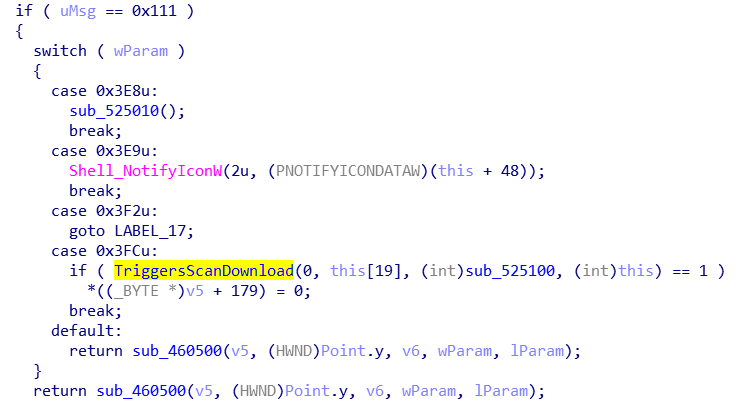 if ( uMsg == 0x111 )
{
  switch ( wParam )
  {
    case 0x3E8u:
      sub_525010();
      break;
    case 0x3E9u:
      Shell_NotifyIconW(2u, (PNOTIFYICONDATAW)(this + 48));
      break;
    case 0x3F2u:
      goto LABEL_17;
    case 0x3FCu:
      if ( TriggersScanDownload(0, this[19], (int)sub_525100, (int)this) == 1 )
        *((_BYTE *)v5 + 179) = 0;
      break;
    default:
      return sub_460500(v5, (HWND)Point.y, v6, wParam, lParam);
  }
  return sub_460500(v5, (HWND)Point.y, v6, wParam, lParam);